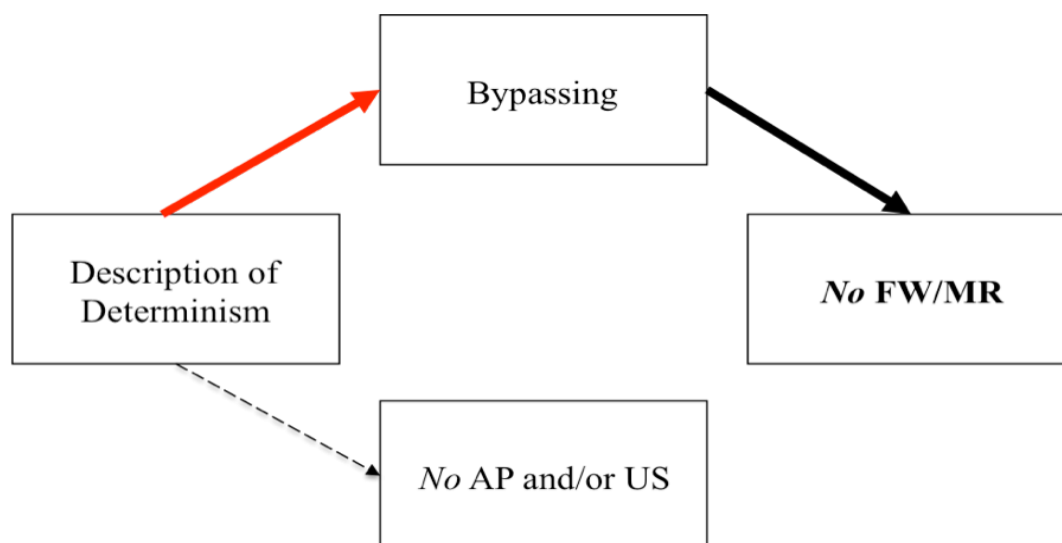 Bypassing
Description of
Determinism
No FW/MR
No AP and/or US